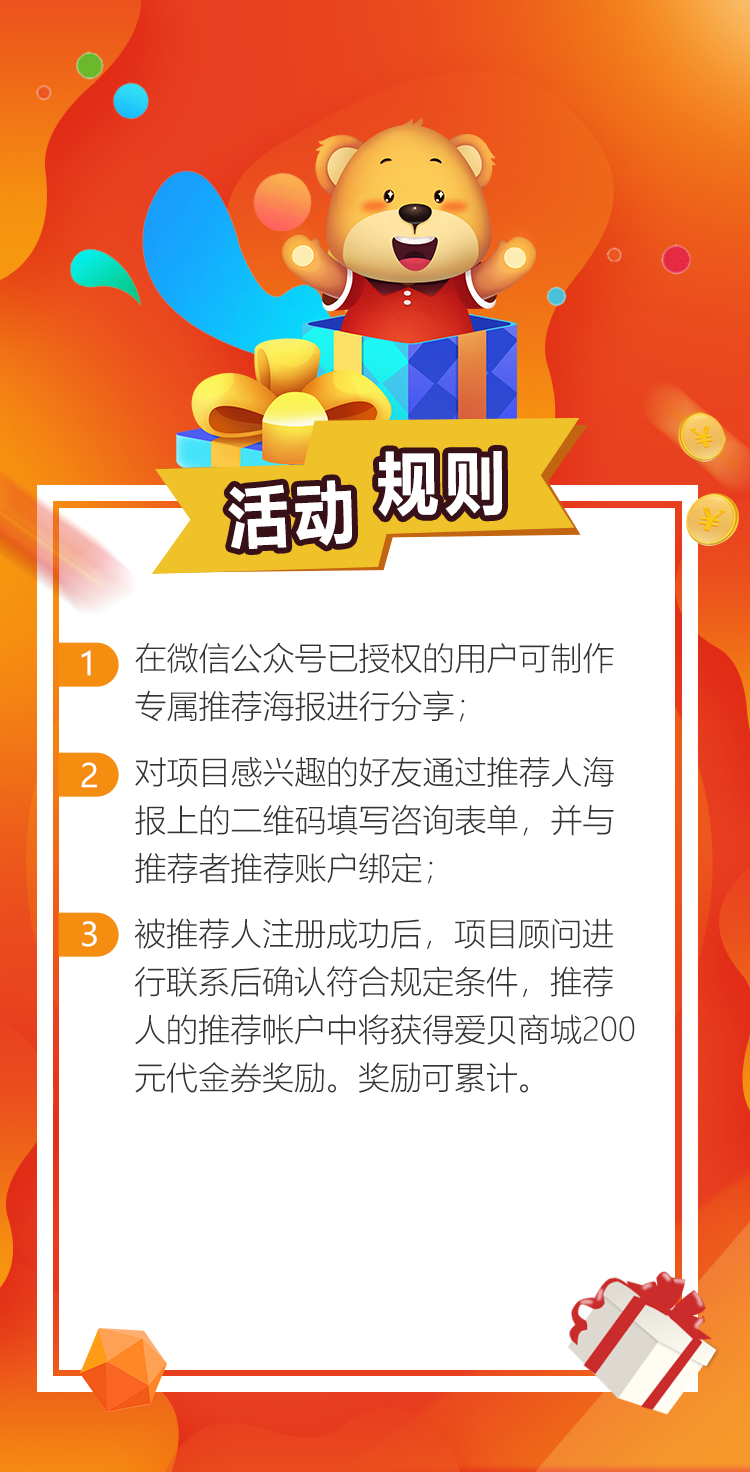 活动 规则
1 在微信公众号已授权的用户可制作
专属推荐海报进行分享；
2 对项目感兴趣的好友通过推荐人海
报上的二维码填写咨询表单，并与
推荐者推荐账户绑定；
3 被推荐人注册成功后，项目顾问进
行联系后确认符合规定条件，推荐
人的推荐帐户中将获得爱贝商城200
元代金券奖励。奖励可累计。
¥
¥